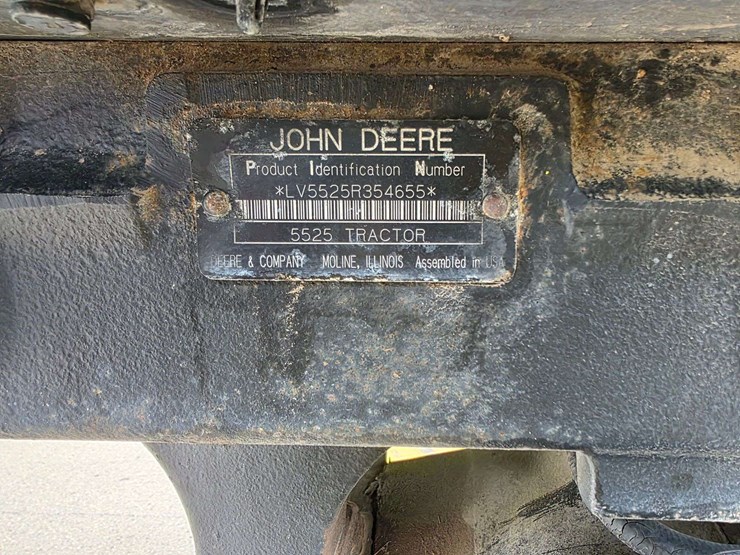 JOHN DEERE
Product Identification Number
*LV5525R354655*
5525 TRACTOR
DEERE & COMPANY MOLINE, ILLINOIS Assembled in USA